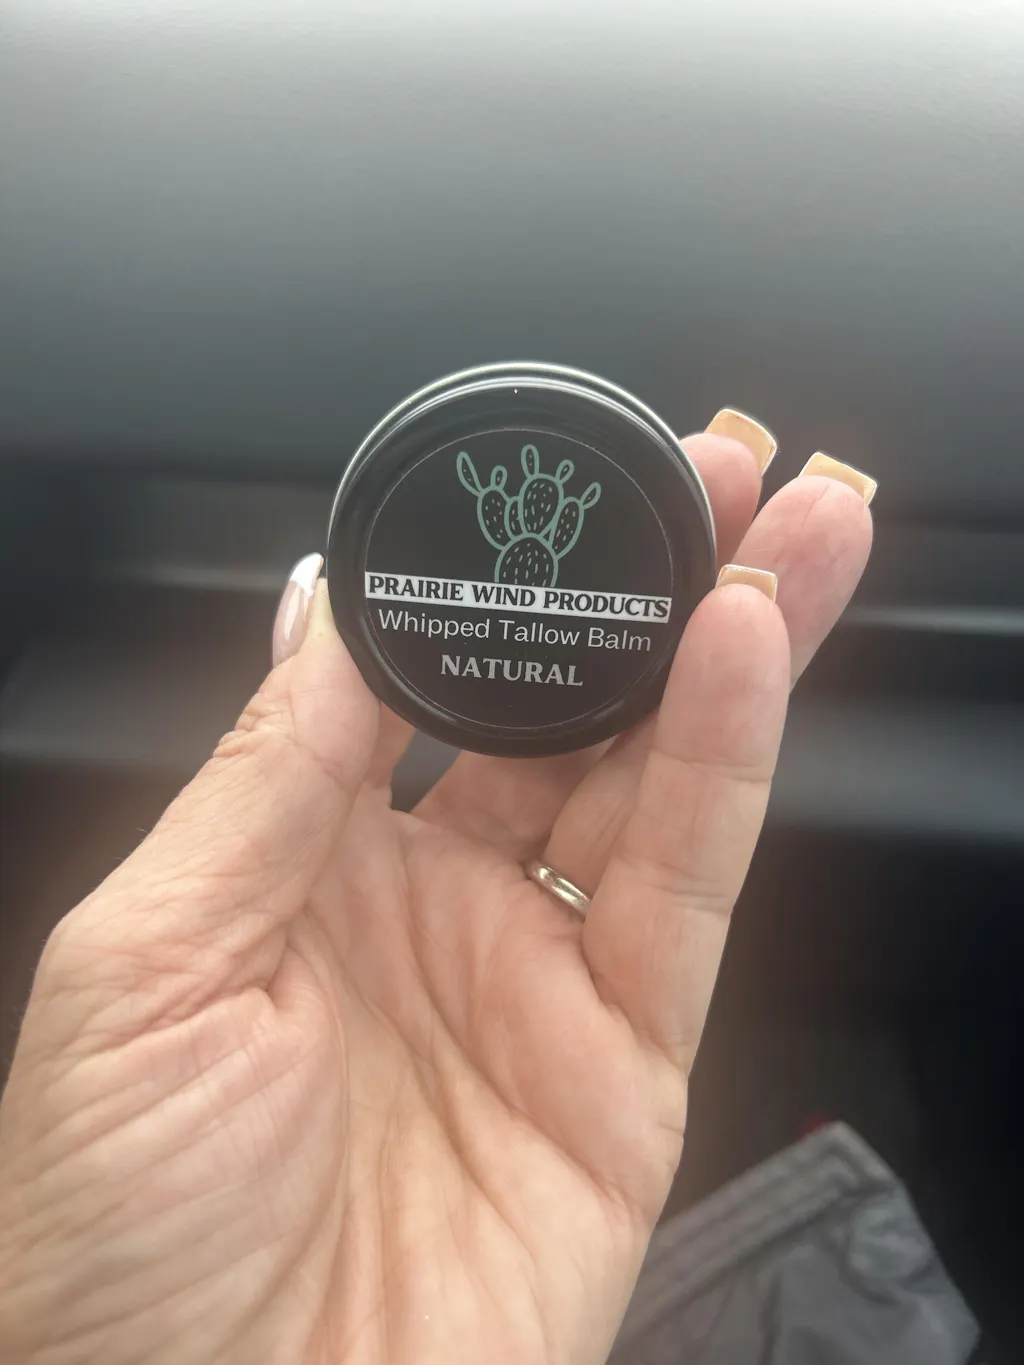 PRAIRIE WIND PRODUCTS
Whipped Tallow Balm
NATURAL